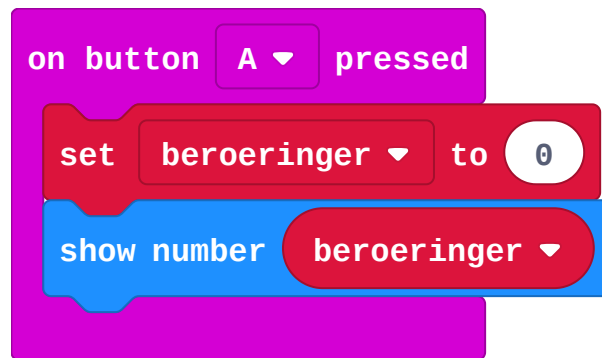 on button A pressed
set beroeringer to 0
show number beroeringer